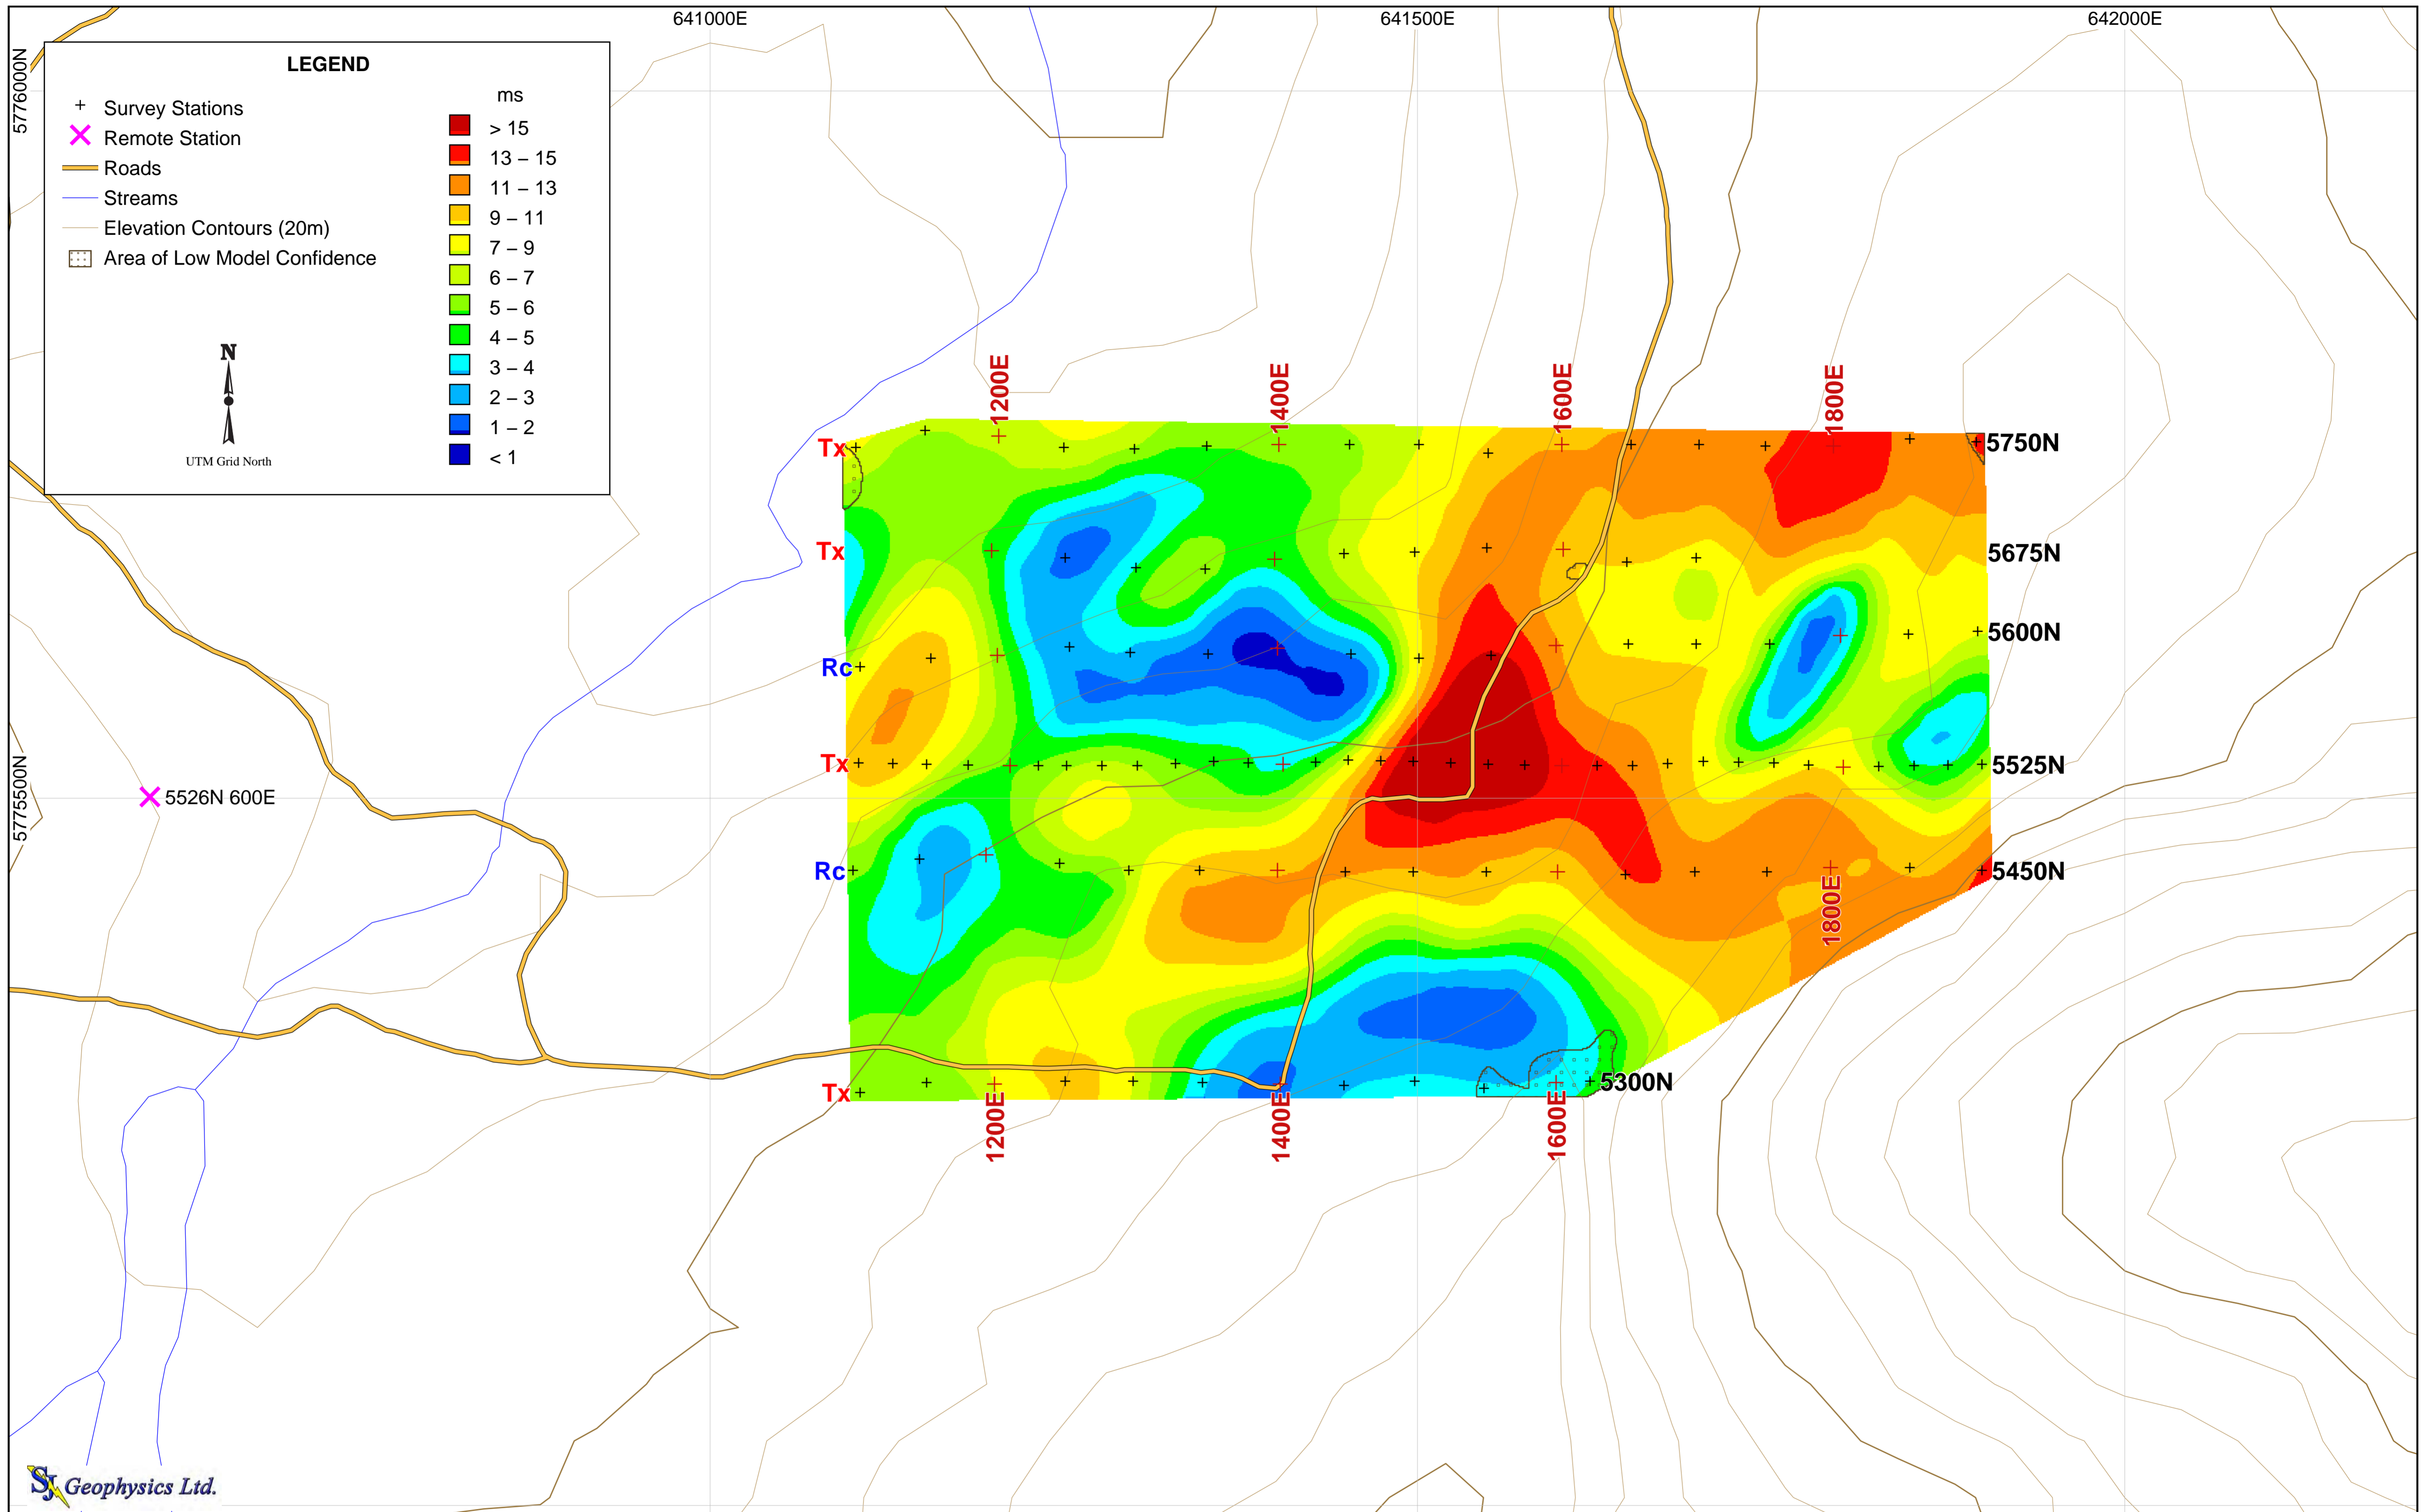 641000E
641500E
642000E
5776000N
LEGEND
ms
Survey Stations
Remote Station
Roads
Streams
Elevation Contours (20m)
Area of Low Model Confidence
> 15
13 – 15
11 – 13
9 – 11
7 – 9
6 – 7
5 – 6
4 – 5
3 – 4
2 – 3
1 – 2
< 1
N
UTM Grid North
1200E
1400E
1600E
1800E
Tx
5750N
Tx
5675N
Rc
5600N
Tx
5525N
5775500N
5526N 600E
Rc
5450N
1800E
Tx
5300N
1200E
1400E
1600E
SJ Geophysics Ltd.